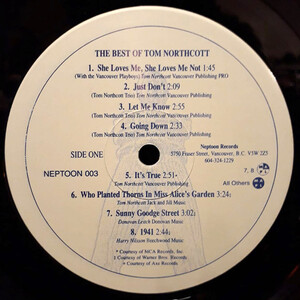 THE BEST OF TOM NORTHCOTT
1. She Loves Me, She Loves Me Not 1:45
(With the Vancouver Playboys) Tom Northcott Vancouver Publishing PRO
2. Just Don't 2:09
(Tom Northcott Trio) Tom Northcott Vancouver Publishing
3. Let Me Know 2:55
(Tom Northcott Trio) Tom Northcott Vancouver Publishing
4. Going Down 2:33
(Tom Northcott Trio) Tom Northcott Vancouver Publishing
SIDE ONE
Neptoon Records
5750 Fraser Street, Vancouver, B.C. V5W 2Z5
604-324-1229
NEPTOON 003
7, 8
All Others
5. It's True 2:51
Tom Northcott Vancouver Publishing
6. Who Planted Thorns In Miss Alice's Garden 3:24
Tom Northcott Jack and Jill Music
7. Sunny Goodge Street 3:02
Donovan Leitch Donovan Music
8. 1941 2:44
Harry Nilsson Beechwood Music
Courtesy of MCA Records, Inc.
Courtesy of Warner Bros. Records
Courtesy of Records